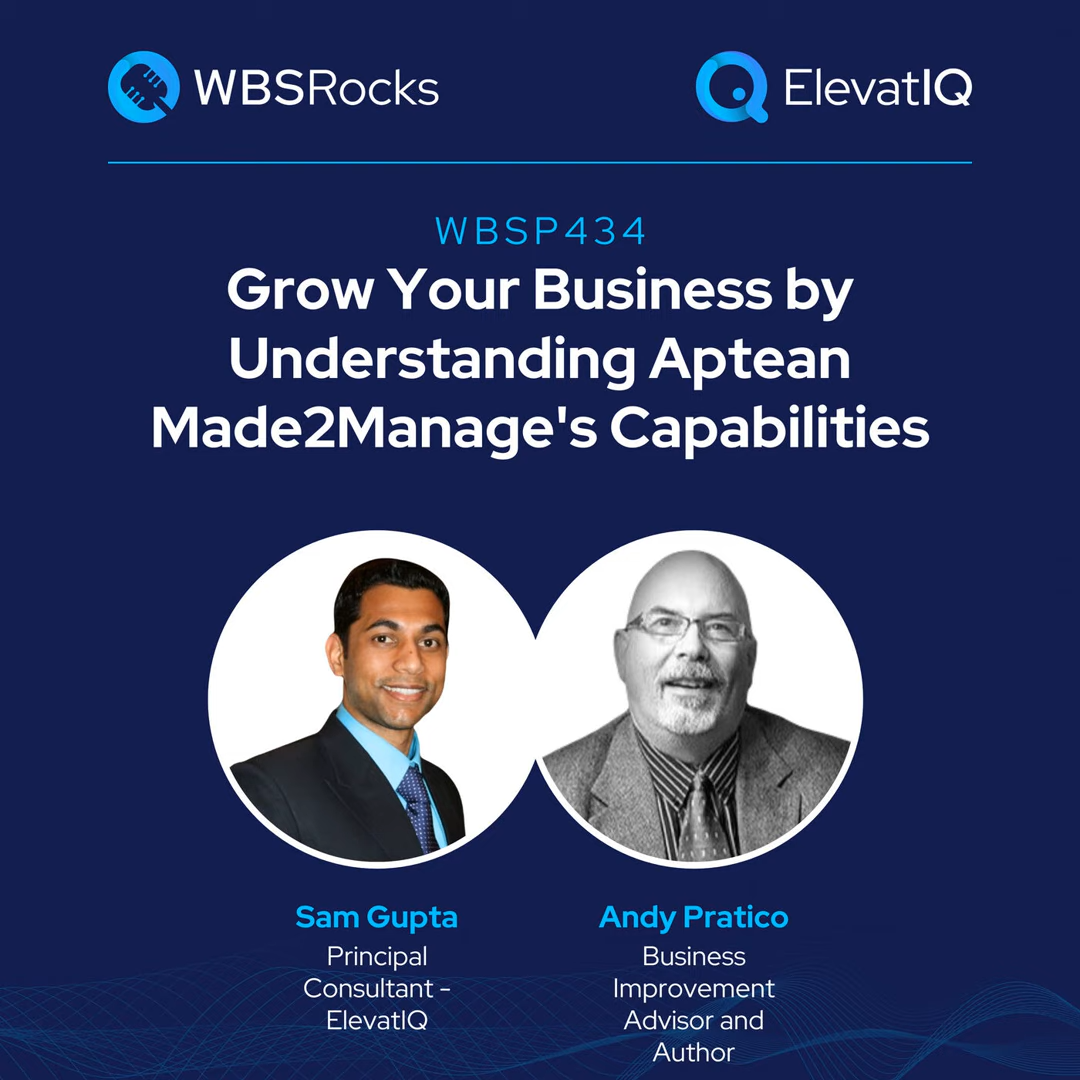 WBSRocks
ElevatIQ
WBSP434
Grow Your Business by
Understanding Aptean
Made2Manage's Capabilities
Sam Gupta
Principal
Consultant -
ElevatIQ
Andy Pratico
Business
Improvement
Advisor and
Author